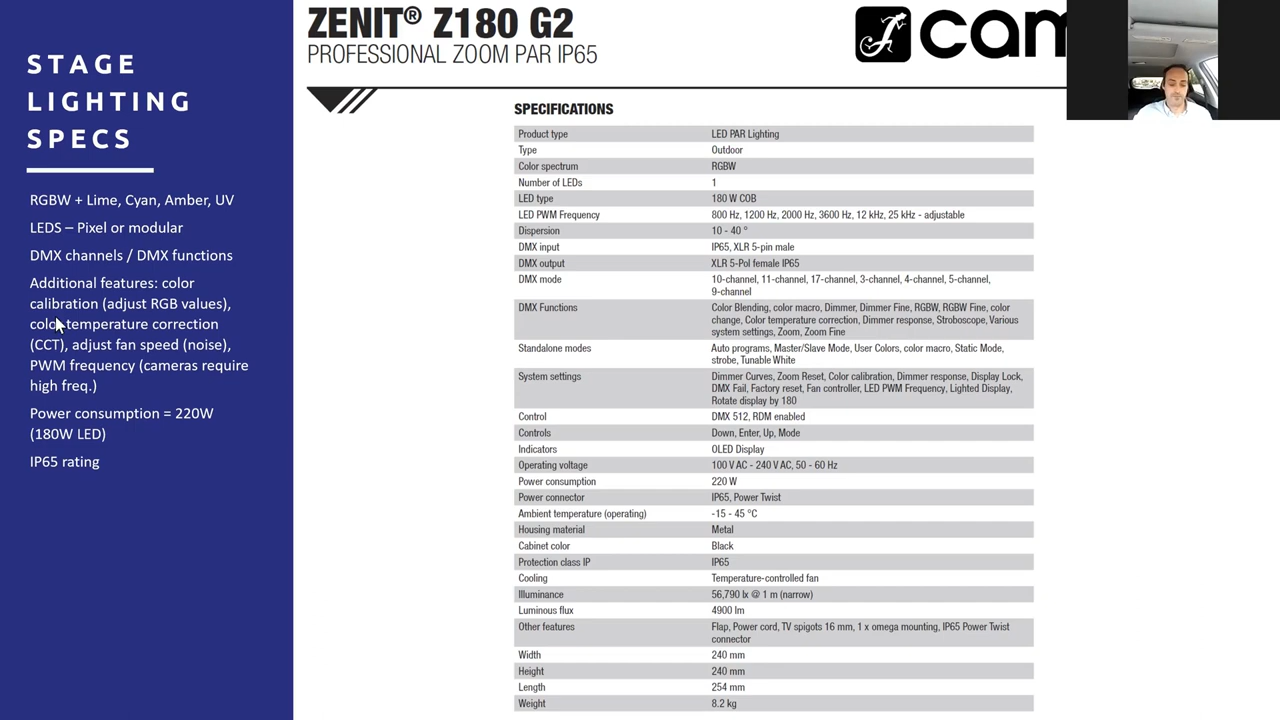 STAGE
LIGHTING
SPECS
RGBW + Lime, Cyan, Amber, UV
LEDS – Pixel or modular
DMX channels / DMX functions
Additional features: color
calibration (adjust RGB values),
color temperature correction
(CCT), adjust fan speed (noise),
PWM frequency (cameras require
high freq.)
Power consumption = 220W
(180W LED)
IP65 rating
ZENIT® Z180 G2
PROFESSIONAL ZOOM PAR IP65
cam
SPECIFICATIONS
Product type LED PAR Lighting
Type Outdoor
Color spectrum RGBW
Number of LEDs 1
LED type 180 W COB
LED PWM Frequency 800 Hz, 1200 Hz, 2000 Hz, 3600 Hz, 12 kHz, 25 kHz - adjustable
Dispersion 10 - 40 °
DMX input IP65, XLR 5-pin male
DMX output XLR 5-Pol female IP65
DMX mode 10-channel, 11-channel, 17-channel, 3-channel, 4-channel, 5-channel,
9-channel
DMX Functions Color Blending, color macro, Dimmer, Dimmer Fine, RGBW, RGBW Fine, color
change, Color temperature correction, Dimmer response, Stroboscope, Various
system settings, Zoom, Zoom Fine
Standalone modes Auto programs, Master/Slave Mode, User Colors, color macro, Static Mode,
strobe, Tunable White
System settings Dimmer Curves, Zoom Reset, Color calibration, Dimmer response, Display Lock,
DMX Fail, Factory reset, Fan controller, LED PWM Frequency, Lighted Display,
Rotate display by 180
Control DMX 512, RDM enabled
Controls Down, Enter, Up, Mode
Indicators OLED Display
Operating voltage 100 V AC - 240 V AC, 50 - 60 Hz
Power consumption 220 W
Power connector IP65, Power Twist
Ambient temperature (operating) -15 - 45 °C
Housing material Metal
Cabinet color Black
Protection class IP IP65
Cooling Temperature-controlled fan
Illuminance 56,790 lx @ 1 m (narrow)
Luminous flux 4900 lm
Other features Flap, Power cord, TV spigots 16 mm, 1 x omega mounting, IP65 Power Twist
connector
Width 240 mm
Height 240 mm
Length 254 mm
Weight 8.2 kg